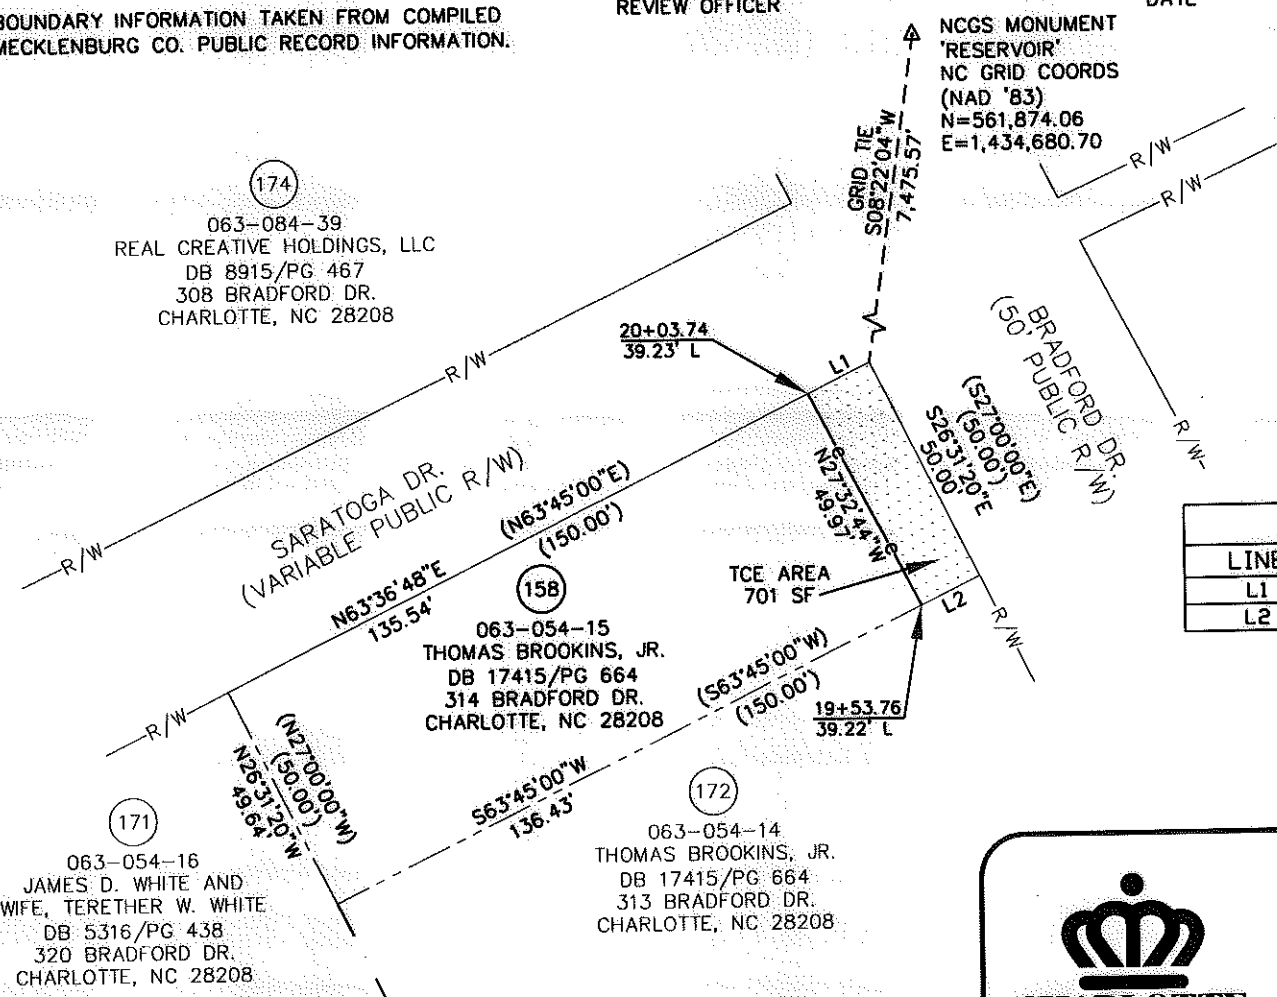 BOUNDARY INFORMATION TAKEN FROM COMPILED
MECKLENBURG CO. PUBLIC RECORD INFORMATION.
REVIEW OFFICER
DATE
NCGS MONUMENT
'RESERVOIR'
NC GRID COORDS
(NAD '83)
N=561,874.06
E=1,434,680.70
GRID TIE
S08°22'04"W
7,475.57'
R/W
R/W
174
063-084-39
REAL CREATIVE HOLDINGS, LLC
DB 8915/PG 467
308 BRADFORD DR.
CHARLOTTE, NC 28208
R/W
20+03.74
39.23' L
L1
BRADFORD DR.
(50' PUBLIC R/W)
(S27°00'00"E)
(50.00')
S26°31'20"E
50.00'
R/W
SARATOGA DR.
(VARIABLE PUBLIC R/W)
(N63°45'00"E)
(150.00')
N27°32'44"W
49.97'
R/W
N63°36'48"E
135.54'
158
063-054-15
THOMAS BROOKINS, JR.
DB 17415/PG 664
314 BRADFORD DR.
CHARLOTTE, NC 28208
TCE AREA
701 SF
L2
R/W
LINE
L1
L2
R/W
(S63°45'00"W)
(150.00')
19+53.76
39.22' L
(N27°00'00"W)
(50.00')
N26°31'20"W
49.64'
S63°45'00"W
136.43'
171
063-054-16
JAMES D. WHITE AND
WIFE, TERETHER W. WHITE
DB 5316/PG 438
320 BRADFORD DR.
CHARLOTTE, NC 28208
172
063-054-14
THOMAS BROOKINS, JR.
DB 17415/PG 664
313 BRADFORD DR.
CHARLOTTE, NC 28208